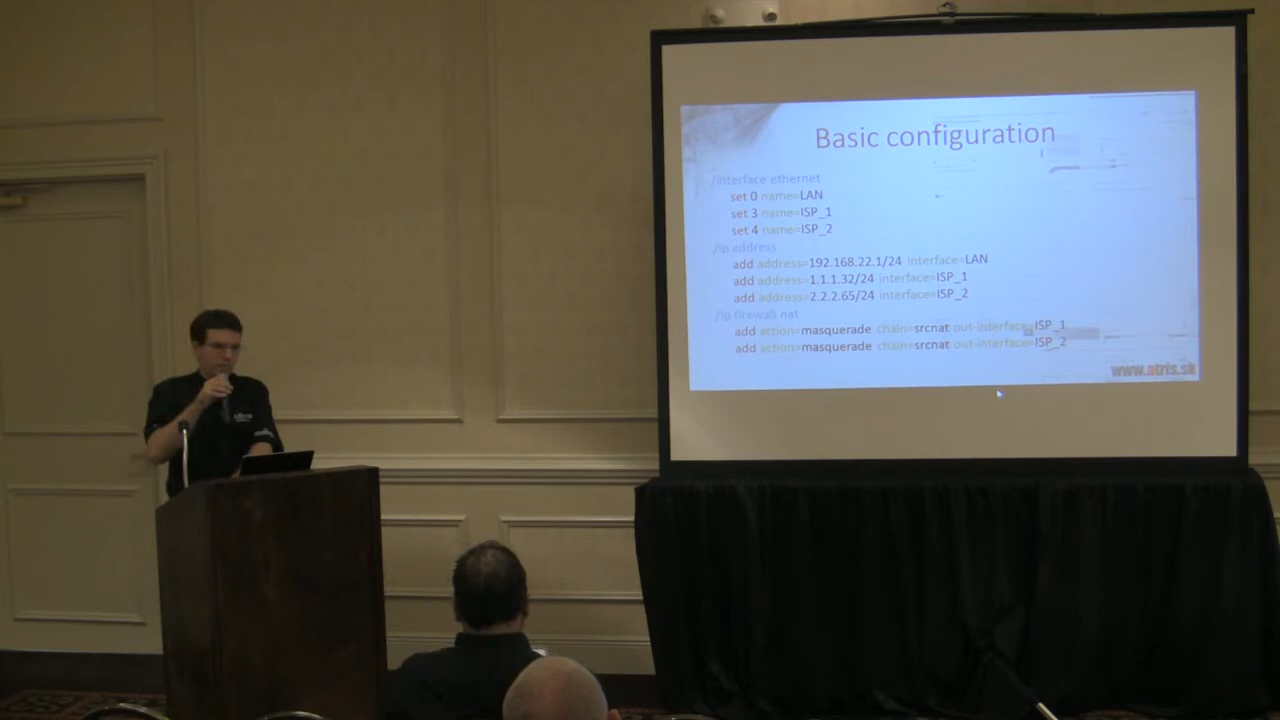 Basic configuration
/interface ethernet
set 0 name=LAN
set 3 name=ISP_1
set 4 name=ISP_2
/ip address
add address=192.168.22.1/24 interface=LAN
add address=1.1.1.32/24 interface=ISP_1
add address=2.2.2.65/24 interface=ISP_2
/ip firewall nat
add action=masquerade chain=srcnat out-interface=ISP_1
add action=masquerade chain=srcnat out-interface=ISP_2
www.atris.sk